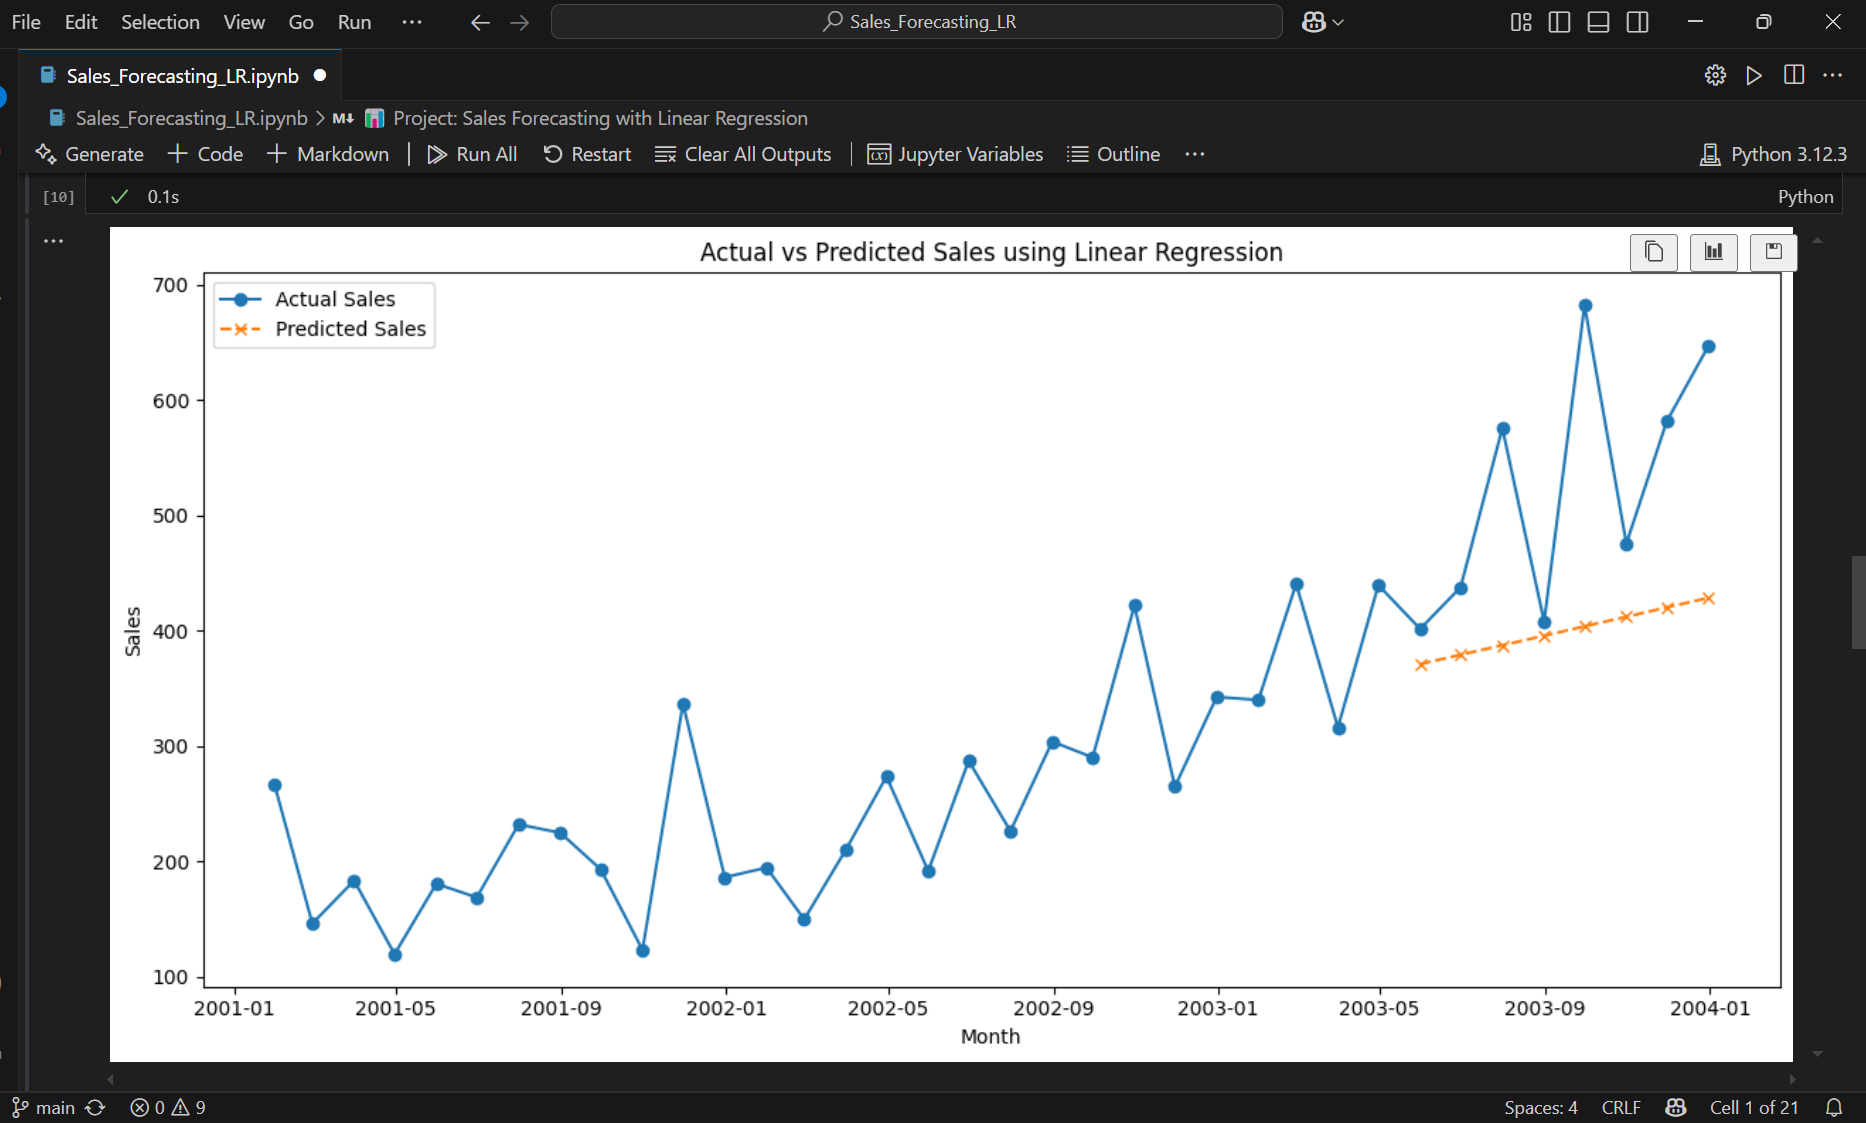 File Edit Selection View Go Run ··· Sales_Forecasting_LR
Sales_Forecasting_LR.ipynb
Sales_Forecasting_LR.ipynb > M↓ Project: Sales Forecasting with Linear Regression
Generate + Code + Markdown | Run All Restart Clear All Outputs | Jupyter Variables Outline ··· Python 3.12.3
[10] ✓ 0.1s Python
···
Actual vs Predicted Sales using Linear Regression
Actual Sales
Predicted Sales
700
600
500
400
300
200
100
Sales
2001-01 2001-05 2001-09 2002-01 2002-05 2002-09 2003-01 2003-05 2003-09 2004-01
Month
main 0 9 Spaces: 4 CRLF Cell 1 of 21